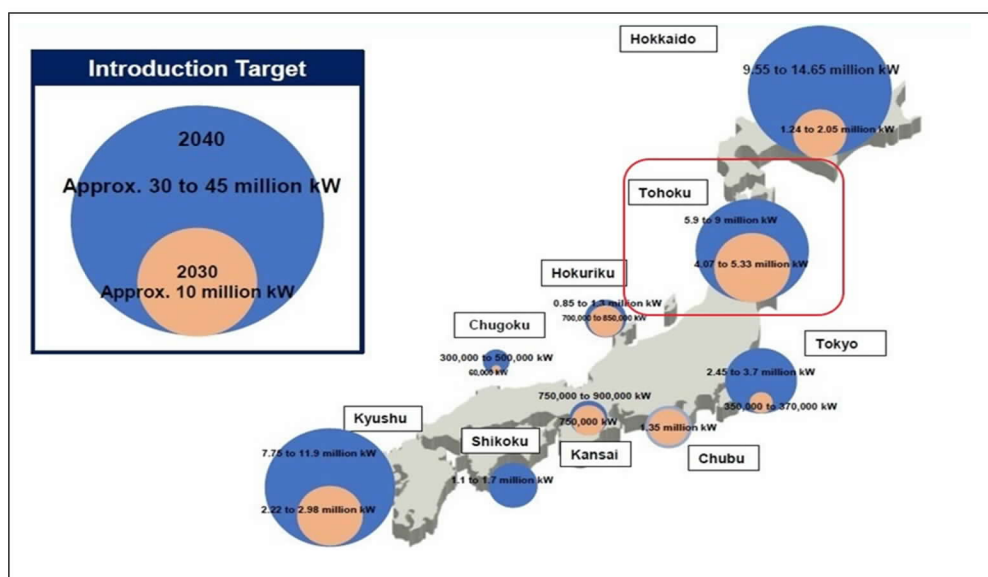 Introduction Target
2040
Approx. 30 to 45 million kW
2030
Approx. 10 million kW
Hokkaido
9.55 to 14.65 million kW
1.24 to 2.05 million kW
Tohoku
5.9 to 9 million kW
4.07 to 5.33 million kW
Hokuriku
0.85 to 1.3 million kW
700,000 to 850,000 kW
Chugoku
300,000 to 500,000 kW
60,000 kW
Tokyo
2.45 to 3.7 million kW
350,000 to 370,000 kW
750,000 to 900,000 kW
750,000 kW
Kansai
1.35 million kW
Chubu
Kyushu
7.75 to 11.9 million kW
2.22 to 2.98 million kW
Shikoku
1.1 to 1.7 million kW